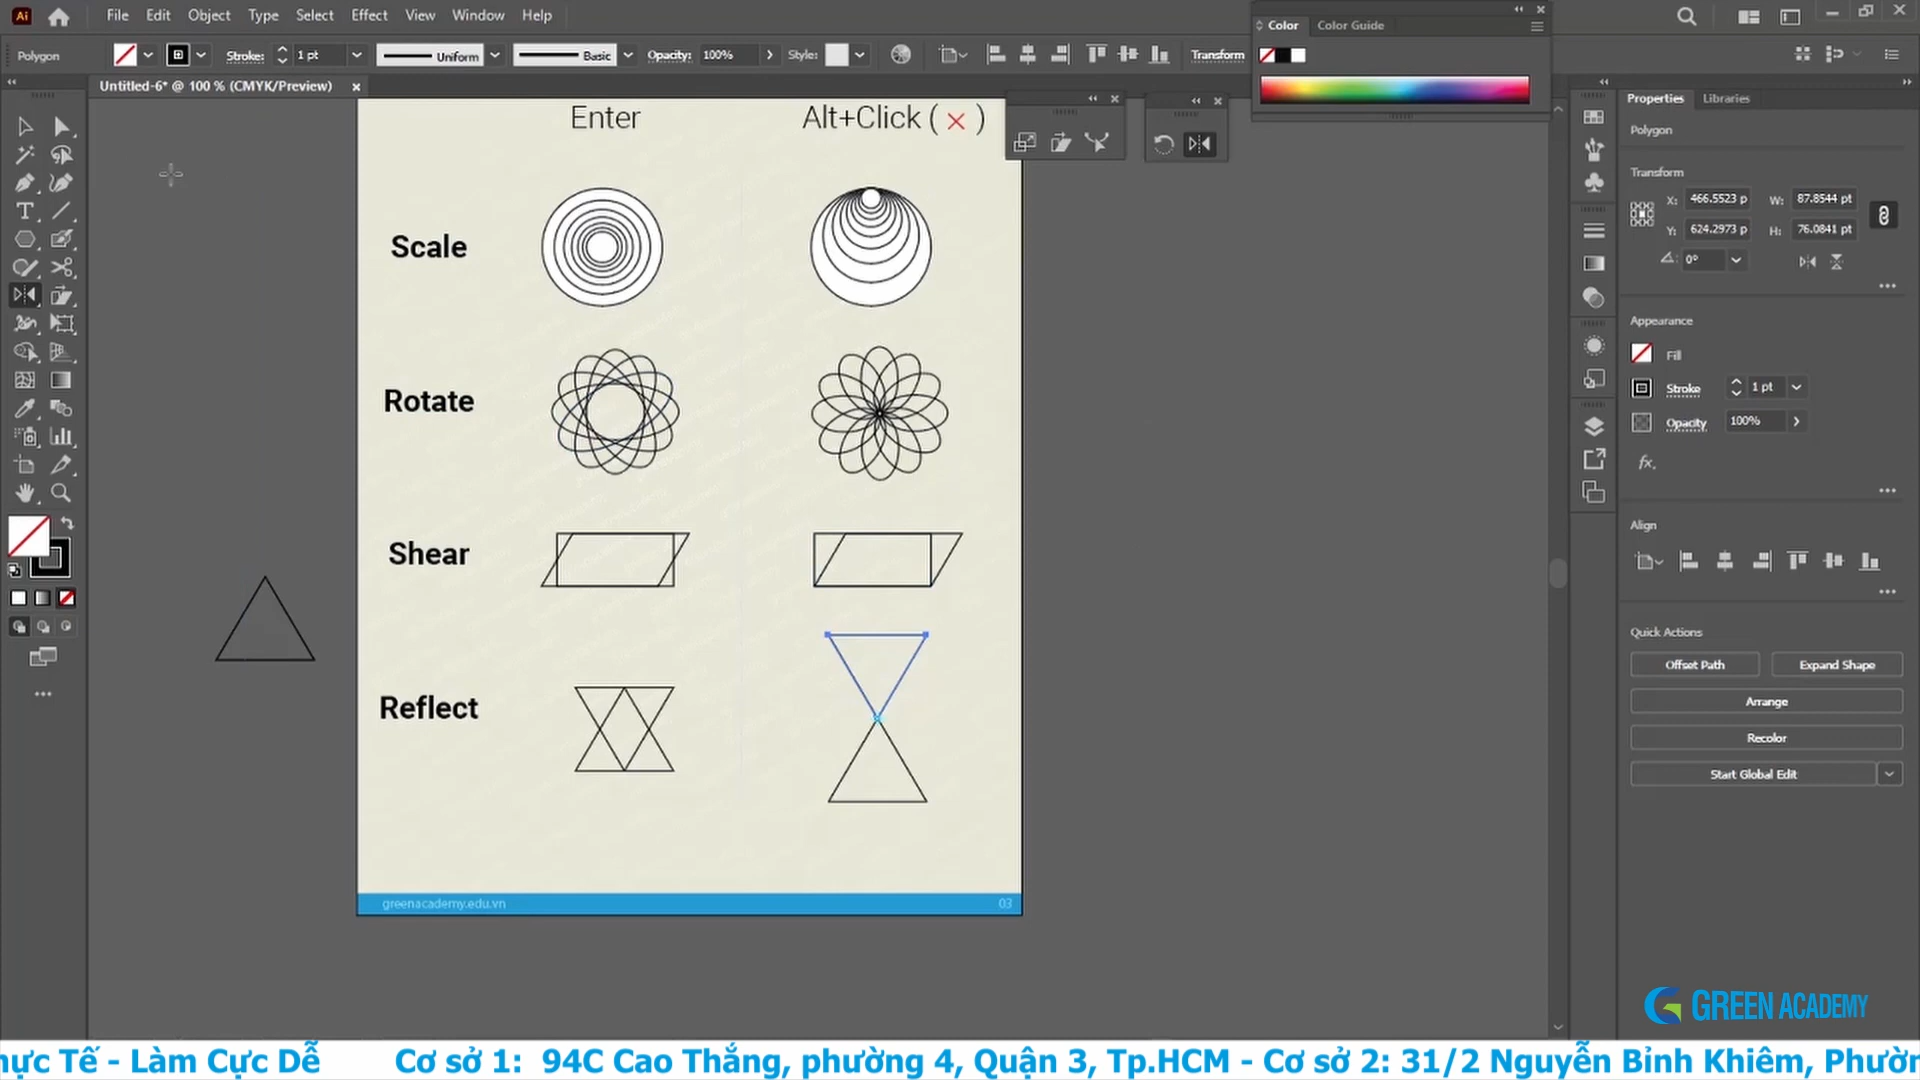 File Edit Object Type Select Effect View Window Help
Color Color Guide
Polygon Stroke: 1 pt Uniform Basic Opacity: 100% Style: Transform
Untitled-6* @ 100 % (CMYK/Preview)
Properties Libraries
Polygon
Transform
X: 466.5523 p W: 87.8544 pt
Y: 624.2973 p H: 76.0841 pt
0°
Appearance
Fill
Stroke 1 pt
Opacity 100%
fx.
Align
Quick Actions
Offset Path Expand Shape
Arrange
Recolor
Start Global Edit
Enter Alt+Click ( × )
Scale
Rotate
Shear
Reflect
greenacademy.edu.vn 03
GREEN ACADEMY
hực Tế - Làm Cực Dễ Cơ sở 1: 94C Cao Thắng, phường 4, Quận 3, Tp.HCM - Cơ sở 2: 31/2 Nguyễn Bỉnh Khiêm, Phườn